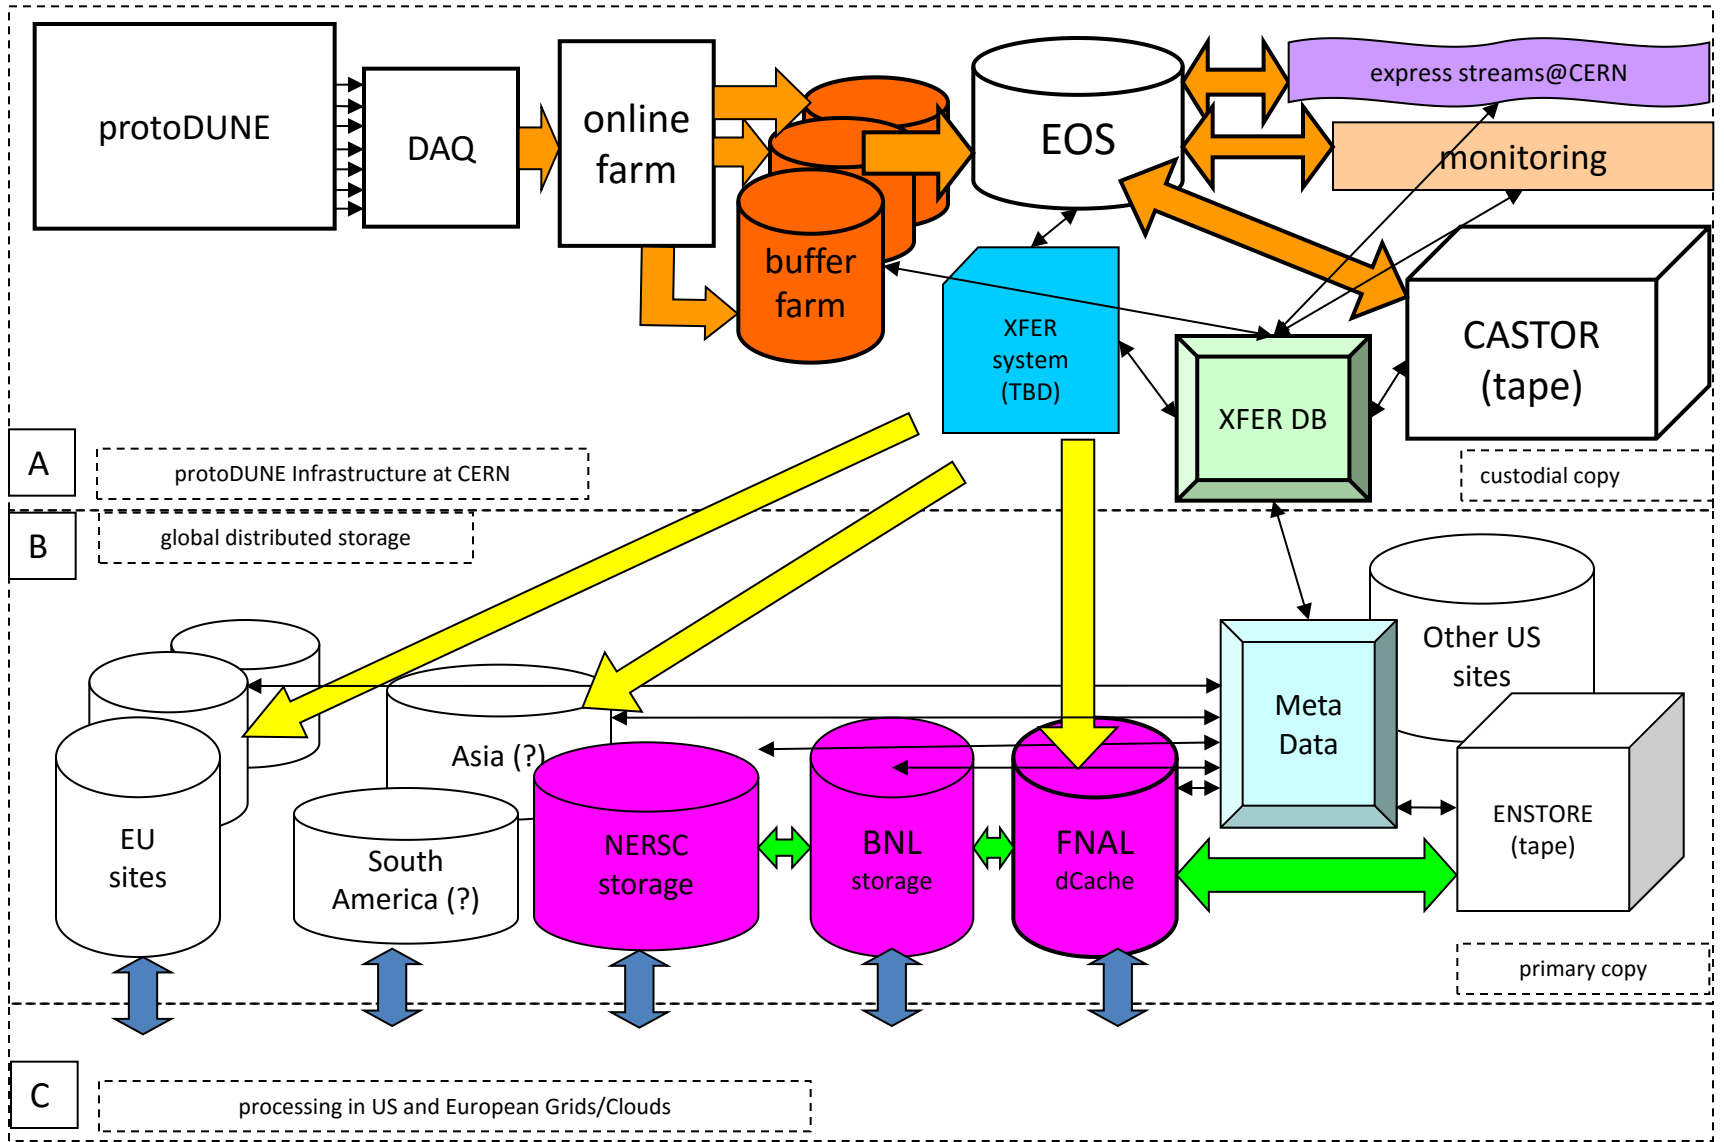 protoDUNE
DAQ
online
farm
buffer
farm
EOS
express streams@CERN
monitoring
XFER
system
(TBD)
XFER DB
CASTOR
(tape)
A
protoDUNE Infrastructure at CERN
custodial copy
B
global distributed storage
Other US
sites
Meta
Data
Asia (?)
EU
sites
South
America (?)
NERSC
storage
BNL
storage
FNAL
dCache
ENSTORE
(tape)
primary copy
C
processing in US and European Grids/Clouds